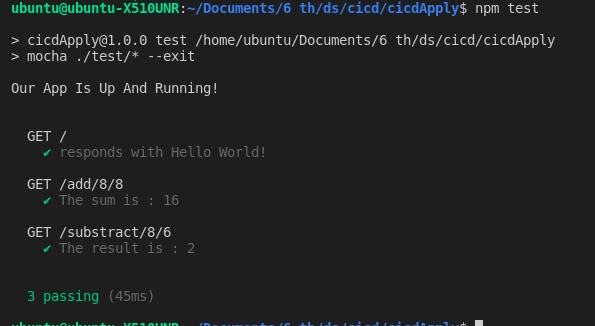 ubuntu@ubuntu-X510UNR:~/Documents/6 th/ds/cicd/cicdApply$ npm test
> cicdApply@1.0.0 test /home/ubuntu/Documents/6 th/ds/cicd/cicdApply
> mocha ./test/* --exit
Our App Is Up And Running!
GET /
✔ responds with Hello World!
GET /add/8/8
✔ The sum is : 16
GET /substract/8/6
✔ The result is : 2
3 passing (45ms)
ubuntu@ubuntu-X510UNR:~/Documents/6 th/ds/cicd/cicdApply$